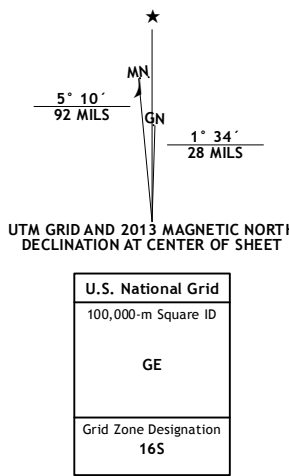 ★
MN
GN
5° 10´
92 MILS
1° 34´
28 MILS
UTM GRID AND 2013 MAGNETIC NORTH
DECLINATION AT CENTER OF SHEET
U.S. National Grid
100,000-m Square ID
GE
Grid Zone Designation
16S